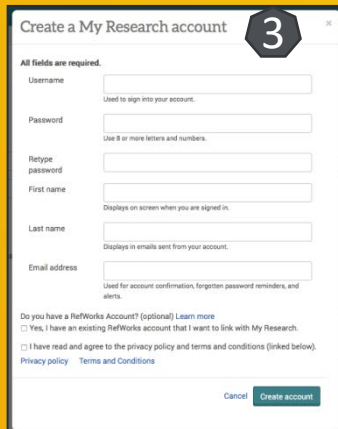 Create a My Research account
3
×
All fields are required.
Username
Used to sign into your account.
Password
Use 8 or more letters and numbers.
Retype
password
First name
Displays on screen when you are signed in.
Last name
Displays in emails sent from your account.
Email address
Used for account confirmation, forgotten password reminders, and
alerts.
Do you have a RefWorks Account? (optional) Learn more
Yes, I have an existing RefWorks account that I want to link with My Research.
I have read and agree to the privacy policy and terms and conditions (linked below).
Privacy policy Terms and Conditions
Cancel Create account